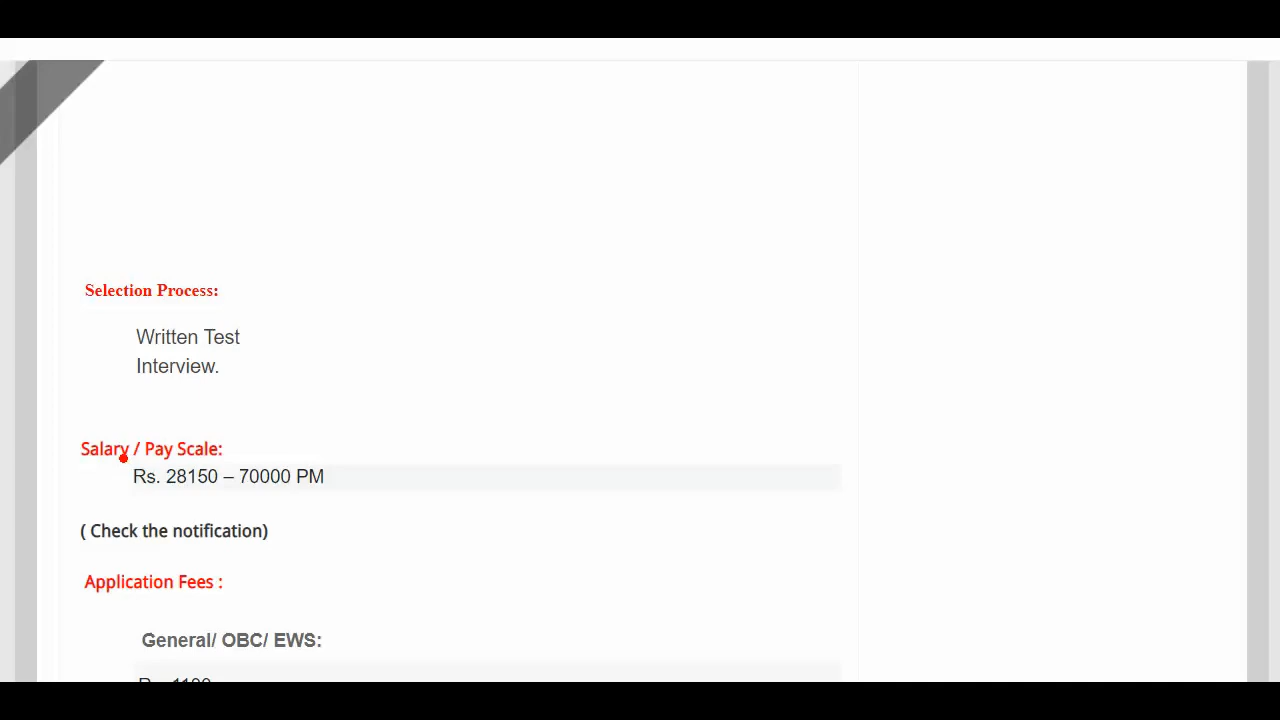 Selection Process:
Written Test
Interview.
Salary / Pay Scale:
Rs. 28150 – 70000 PM
( Check the notification)
Application Fees :
General/ OBC/ EWS: